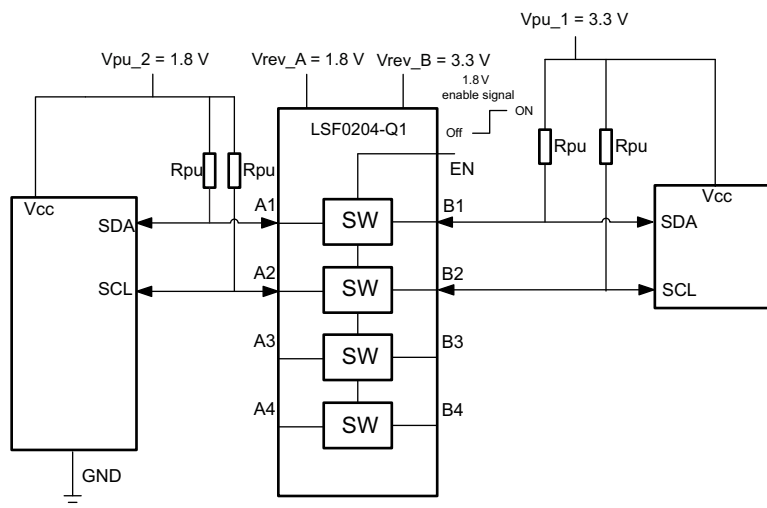 Vpu_1 = 3.3 V
Vpu_2 = 1.8 V
Vrev_A = 1.8 V
Vrev_B = 3.3 V
1.8 V
enable signal
ON
Off
LSF0204-Q1
EN
Rpu
Rpu
Rpu
Rpu
Vcc
Vcc
SDA
A1
SW
B1
SDA
SCL
A2
SW
B2
SCL
A3
SW
B3
A4
SW
B4
GND